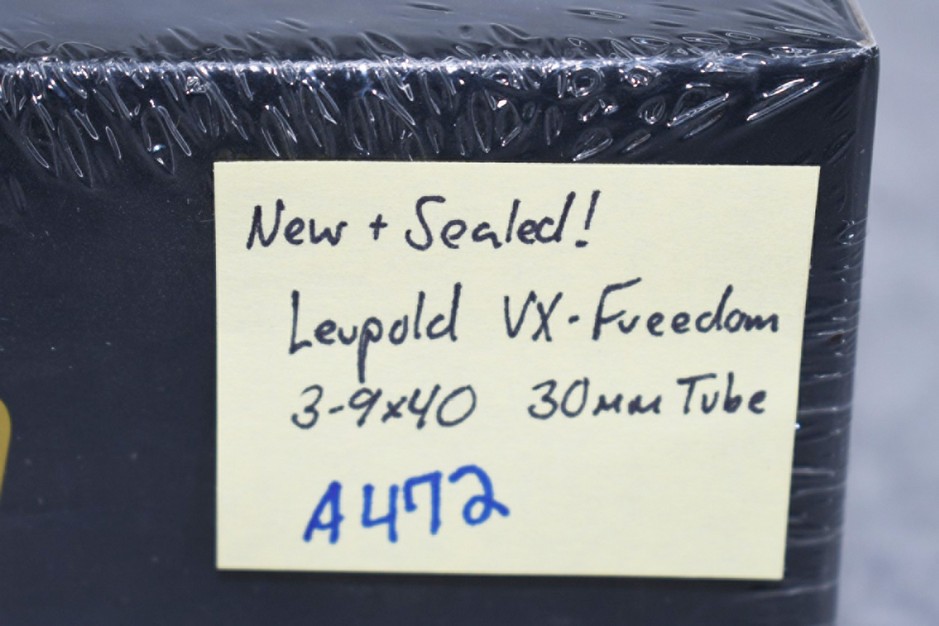 New + Sealed!
Leupold VX-Freedom
3-9x40 30mm Tube
A472